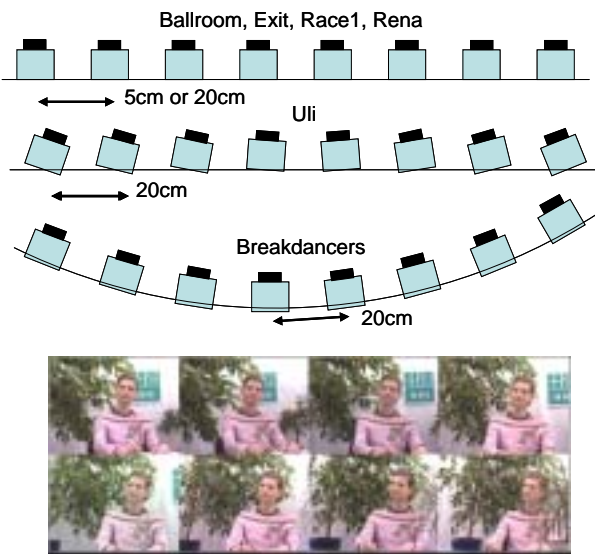 Ballroom, Exit, Race1, Rena
5cm or 20cm
Uli
20cm
Breakdancers
20cm